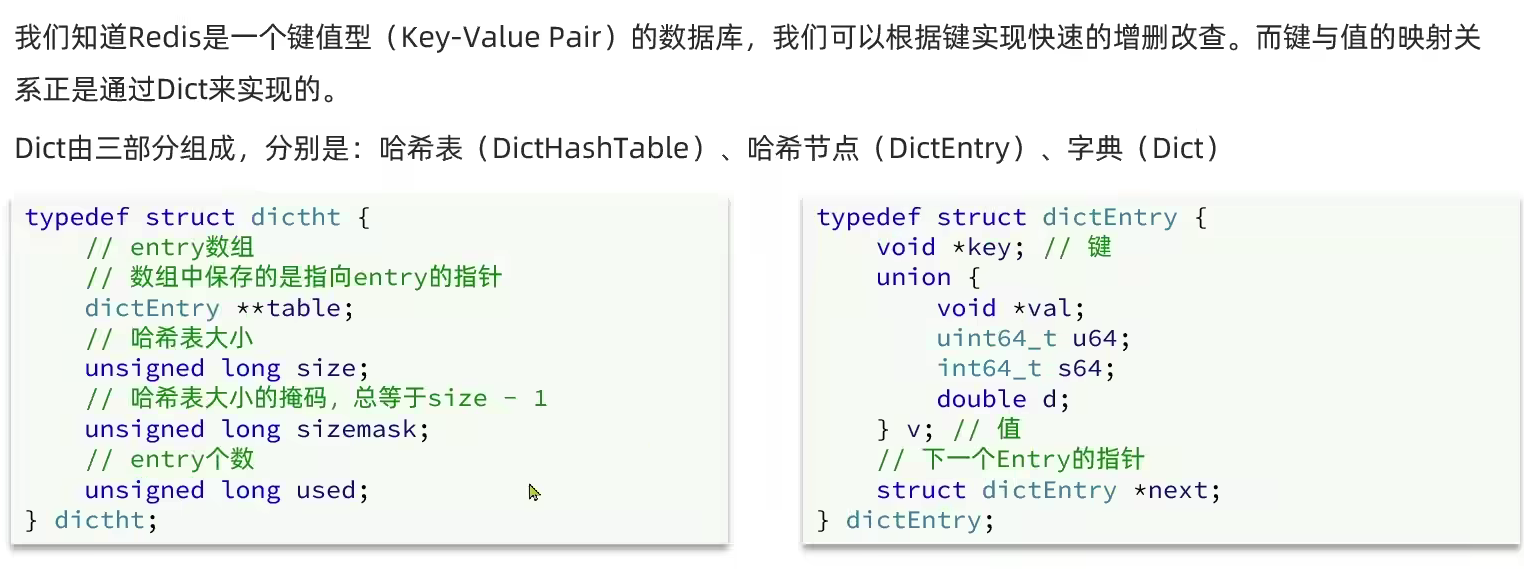 我们知道Redis是一个键值型（Key-Value Pair）的数据库，我们可以根据键实现快速的增删改查。而键与值的映射关
系正是通过Dict来实现的。
Dict由三部分组成，分别是：哈希表（DictHashTable）、哈希节点（DictEntry）、字典（Dict）
typedef struct dictht {
    // entry数组
    // 数组中保存的是指向entry的指针
    dictEntry **table;
    // 哈希表大小
    unsigned long size;
    // 哈希表大小的掩码，总等于size - 1
    unsigned long sizemask;
    // entry个数
    unsigned long used;
} dictht;
typedef struct dictEntry {
    void *key; // 键
    union {
        void *val;
        uint64_t u64;
        int64_t s64;
        double d;
    } v; // 值
    // 下一个Entry的指针
    struct dictEntry *next;
} dictEntry;